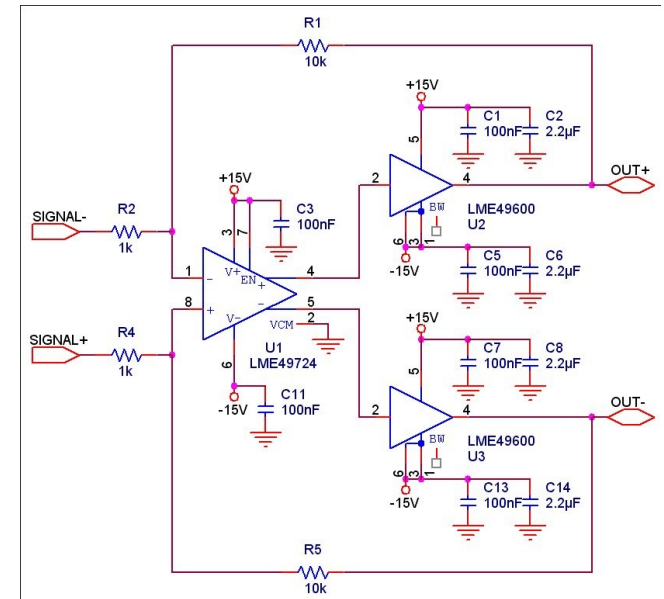 R1
10k
+15V
C1
100nF
C2
2.2µF
5
2
4
OUT+
BW
LME49600
U2
6
3
1
-15V
C5
100nF
C6
2.2µF
+15V
C3
100nF
3
7
SIGNAL-
R2
1k
1
-
V+
EN
+
4
8
+
V-
-
5
VCM
2
U1
LME49724
SIGNAL+
R4
1k
6
-15V
C11
100nF
+15V
C7
100nF
C8
2.2µF
5
2
4
OUT-
BW
LME49600
U3
6
3
1
-15V
C13
100nF
C14
2.2µF
R5
10k